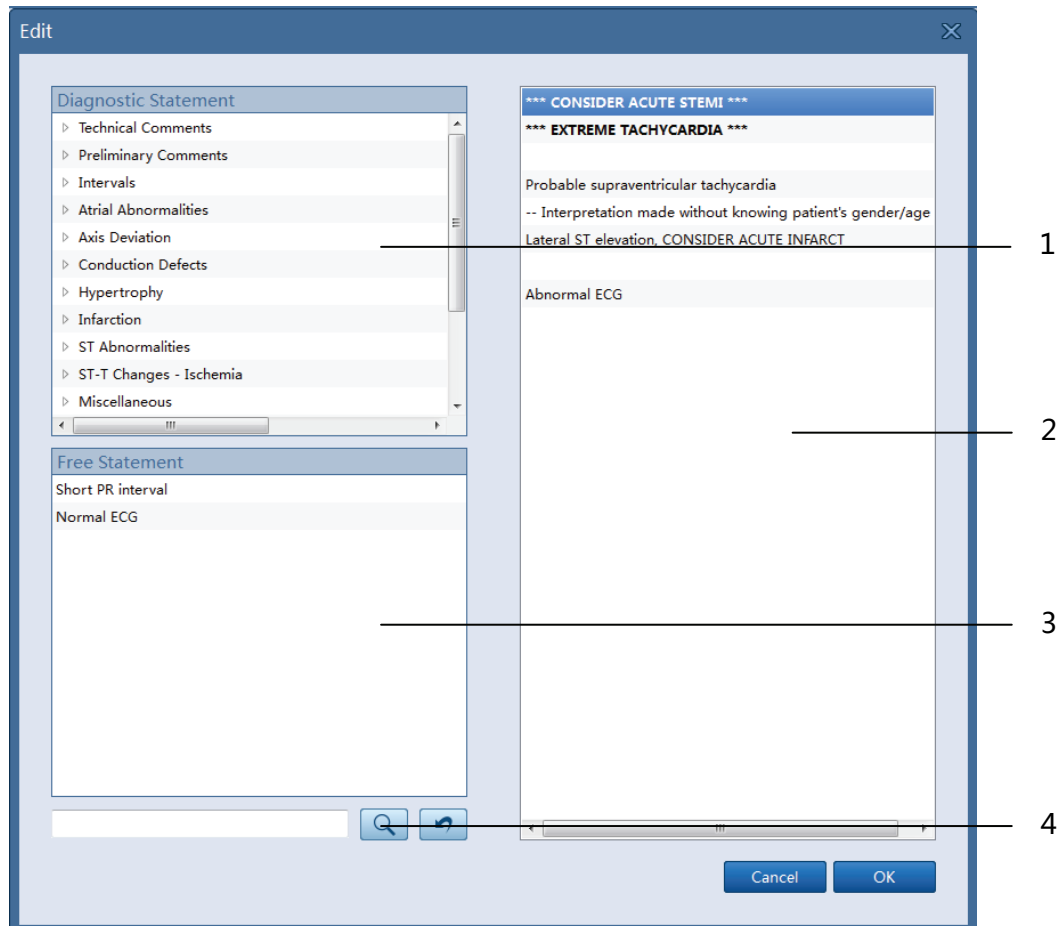 Edit
Diagnostic Statement
Technical Comments
Preliminary Comments
Intervals
Atrial Abnormalities
Axis Deviation
Conduction Defects
Hypertrophy
Infarction
ST Abnormalities
ST-T Changes - Ischemia
Miscellaneous
Free Statement
Short PR interval
Normal ECG
*** CONSIDER ACUTE STEMI ***
*** EXTREME TACHYCARDIA ***
Probable supraventricular tachycardia
-- Interpretation made without knowing patient's gender/age
Lateral ST elevation, CONSIDER ACUTE INFARCT
Abnormal ECG
Cancel
OK
1
2
3
4